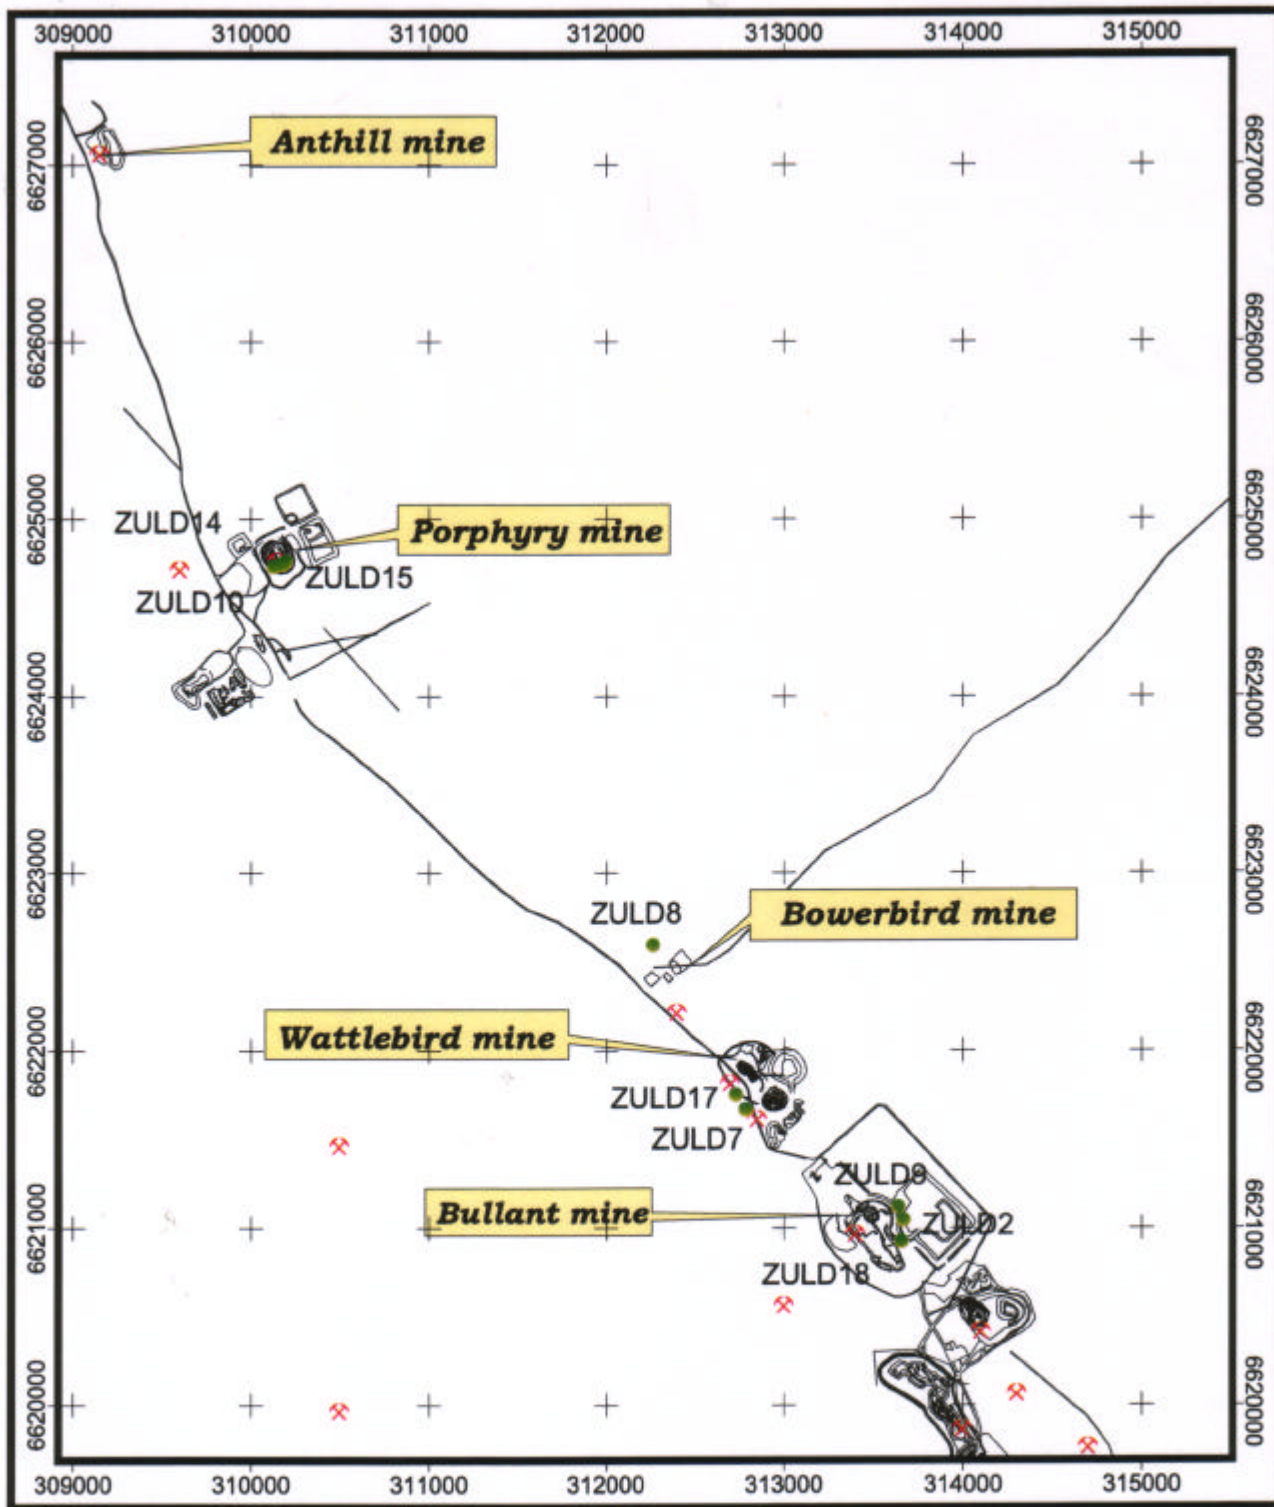 309000 310000 311000 312000 313000 314000 315000
6627000 6627000
Anthill mine
6626000 6626000
6625000 6625000
ZULD14
Porphyry mine
ZULD15
ZULD10
6624000 6624000
6623000 6623000
ZULD8
Bowerbird mine
6622000 6622000
Wattlebird mine
ZULD17
ZULD7
ZULD9
6621000 6621000
Bullant mine
ZULD2
ZULD18
6620000 6620000
309000 310000 311000 312000 313000 314000 315000